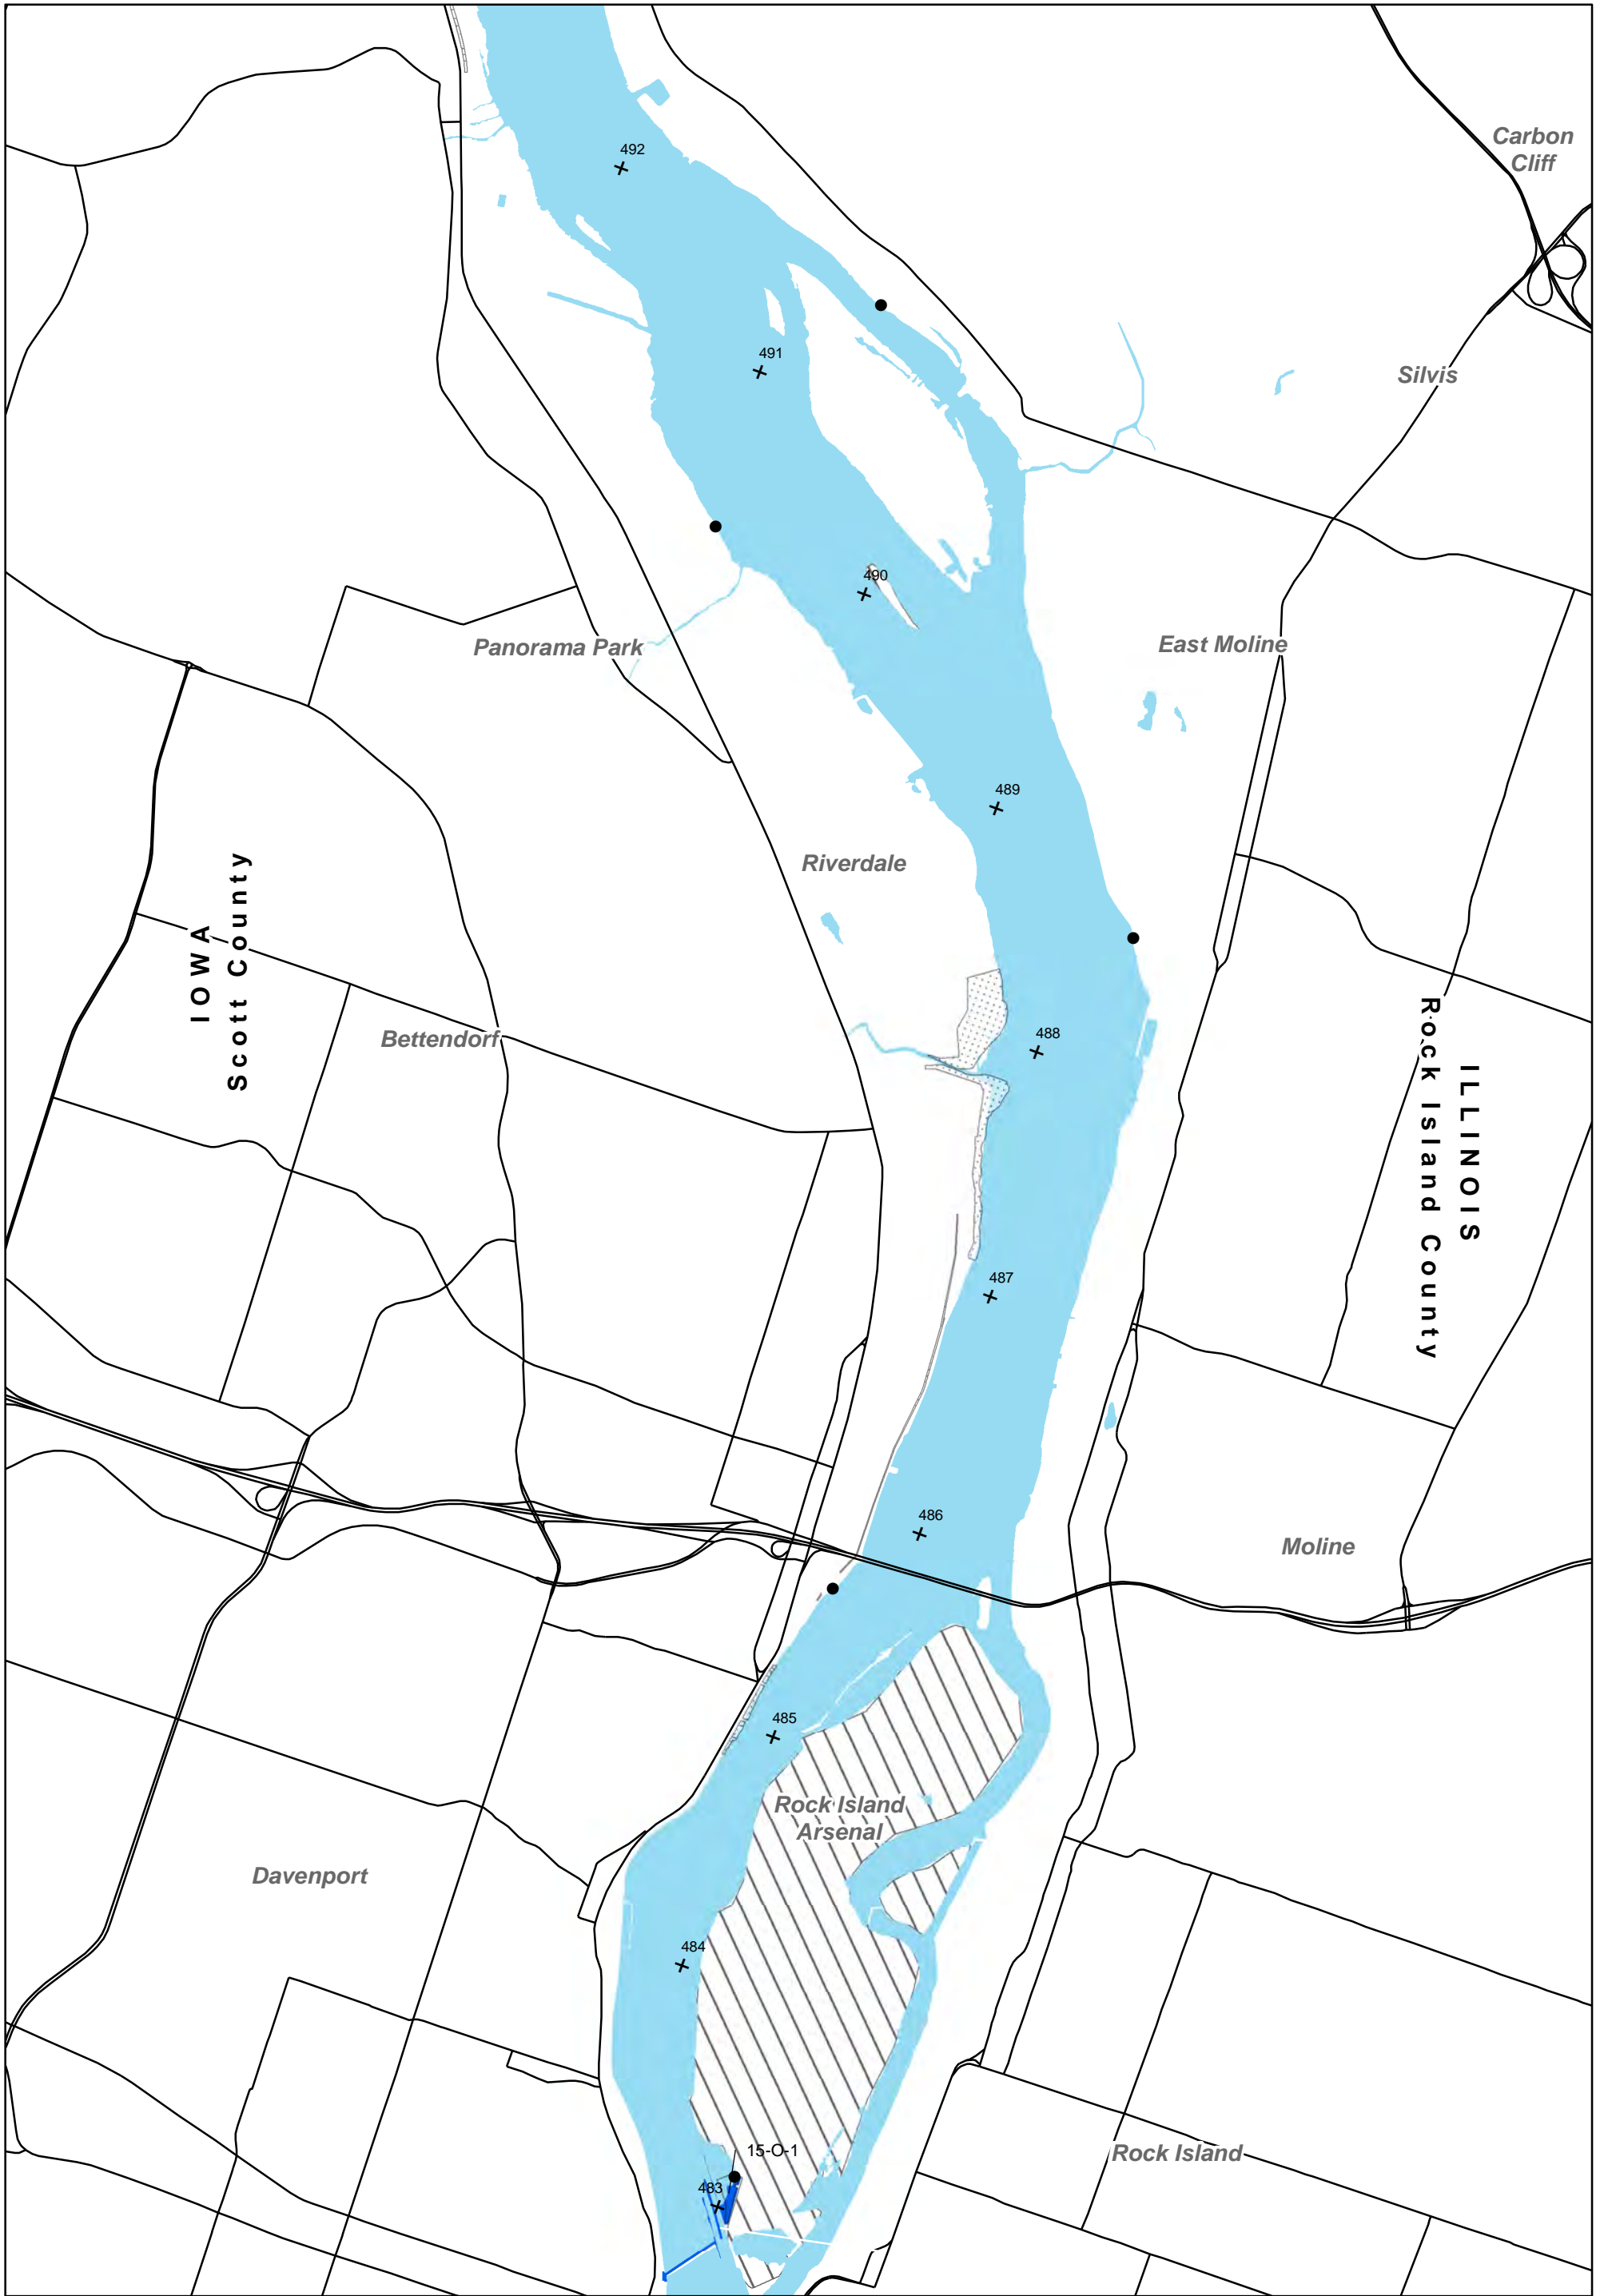 492
Carbon
Cliff
491
Silvis
490
Panorama Park
East Moline
489
Riverdale
IOWA
Scott County
Bettendorf
488
ILLINOIS
Rock Island County
487
486
Moline
485
Rock Island
Arsenal
Davenport
484
15-O-1
Rock Island
483